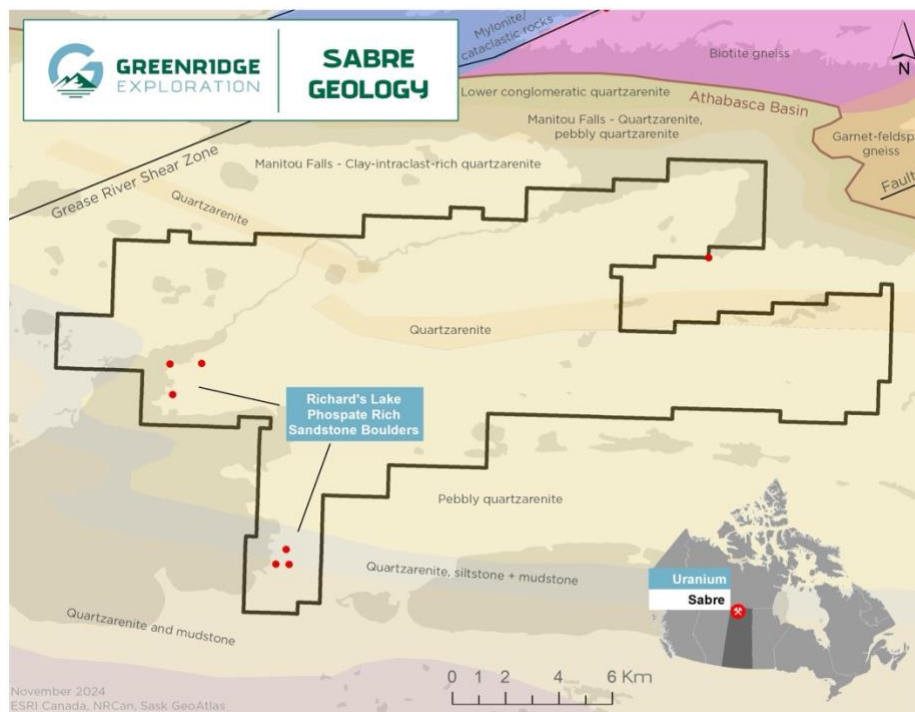 GREENRIDGE
EXPLORATION
SABRE
GEOLOGY
Mylonite/
cataclastic rocks
Biotite gneiss
N
Lower conglomeratic quartzarenite
Athabasca Basin
Manitou Falls - Quartzarenite,
pebbly quartzarenite
Garnet-feldsp
gneiss
Fault
Manitou Falls - Clay-intraclast-rich quartzarenite
Grease River Shear Zone
Quartzarenite
Quartzarenite
Richard's Lake
Phospate Rich
Sandstone Boulders
Pebbly quartzarenite
Quartzarenite, siltstone + mudstone
Quartzarenite and mudstone
Uranium
Sabre
0 2 4 6 Km
November 2024
ESRI Canada, NRCan, Sask GeoAtlas